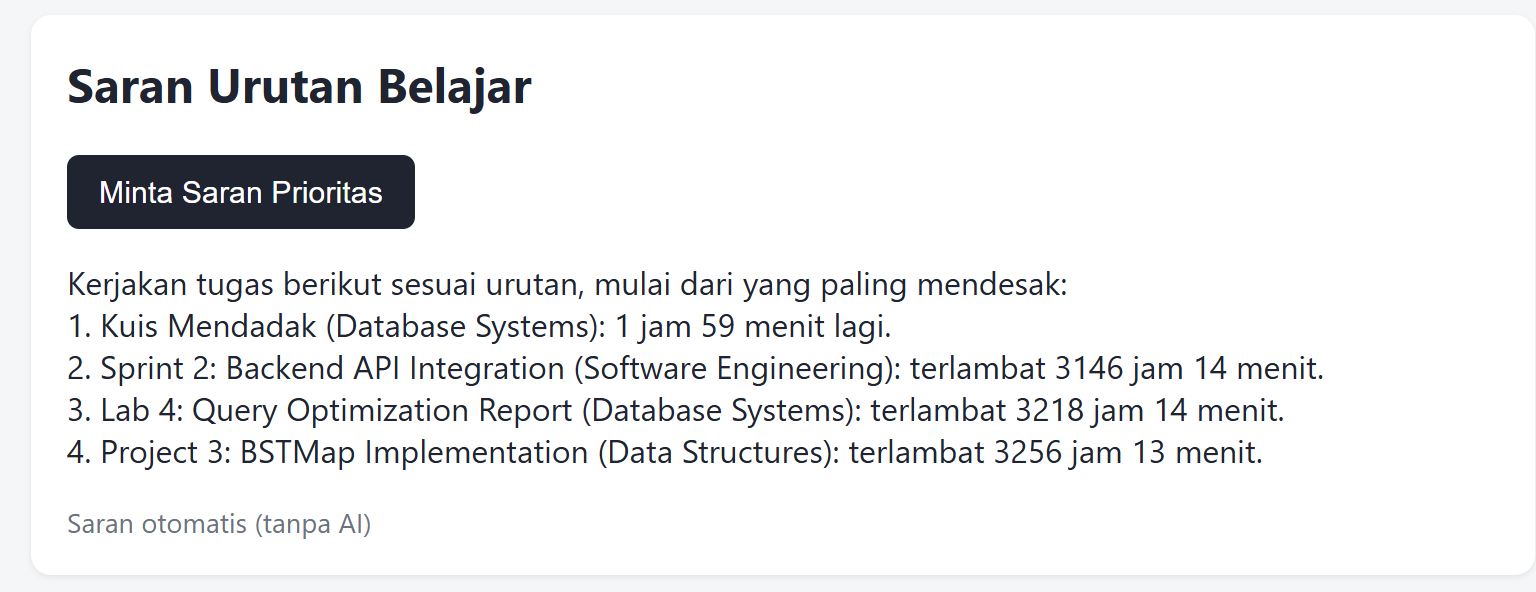 Saran Urutan Belajar
Minta Saran Prioritas
Kerjakan tugas berikut sesuai urutan, mulai dari yang paling mendesak:
1. Kuis Mendadak (Database Systems): 1 jam 59 menit lagi.
2. Sprint 2: Backend API Integration (Software Engineering): terlambat 3146 jam 14 menit.
3. Lab 4: Query Optimization Report (Database Systems): terlambat 3218 jam 14 menit.
4. Project 3: BSTMap Implementation (Data Structures): terlambat 3256 jam 13 menit.
Saran otomatis (tanpa AI)